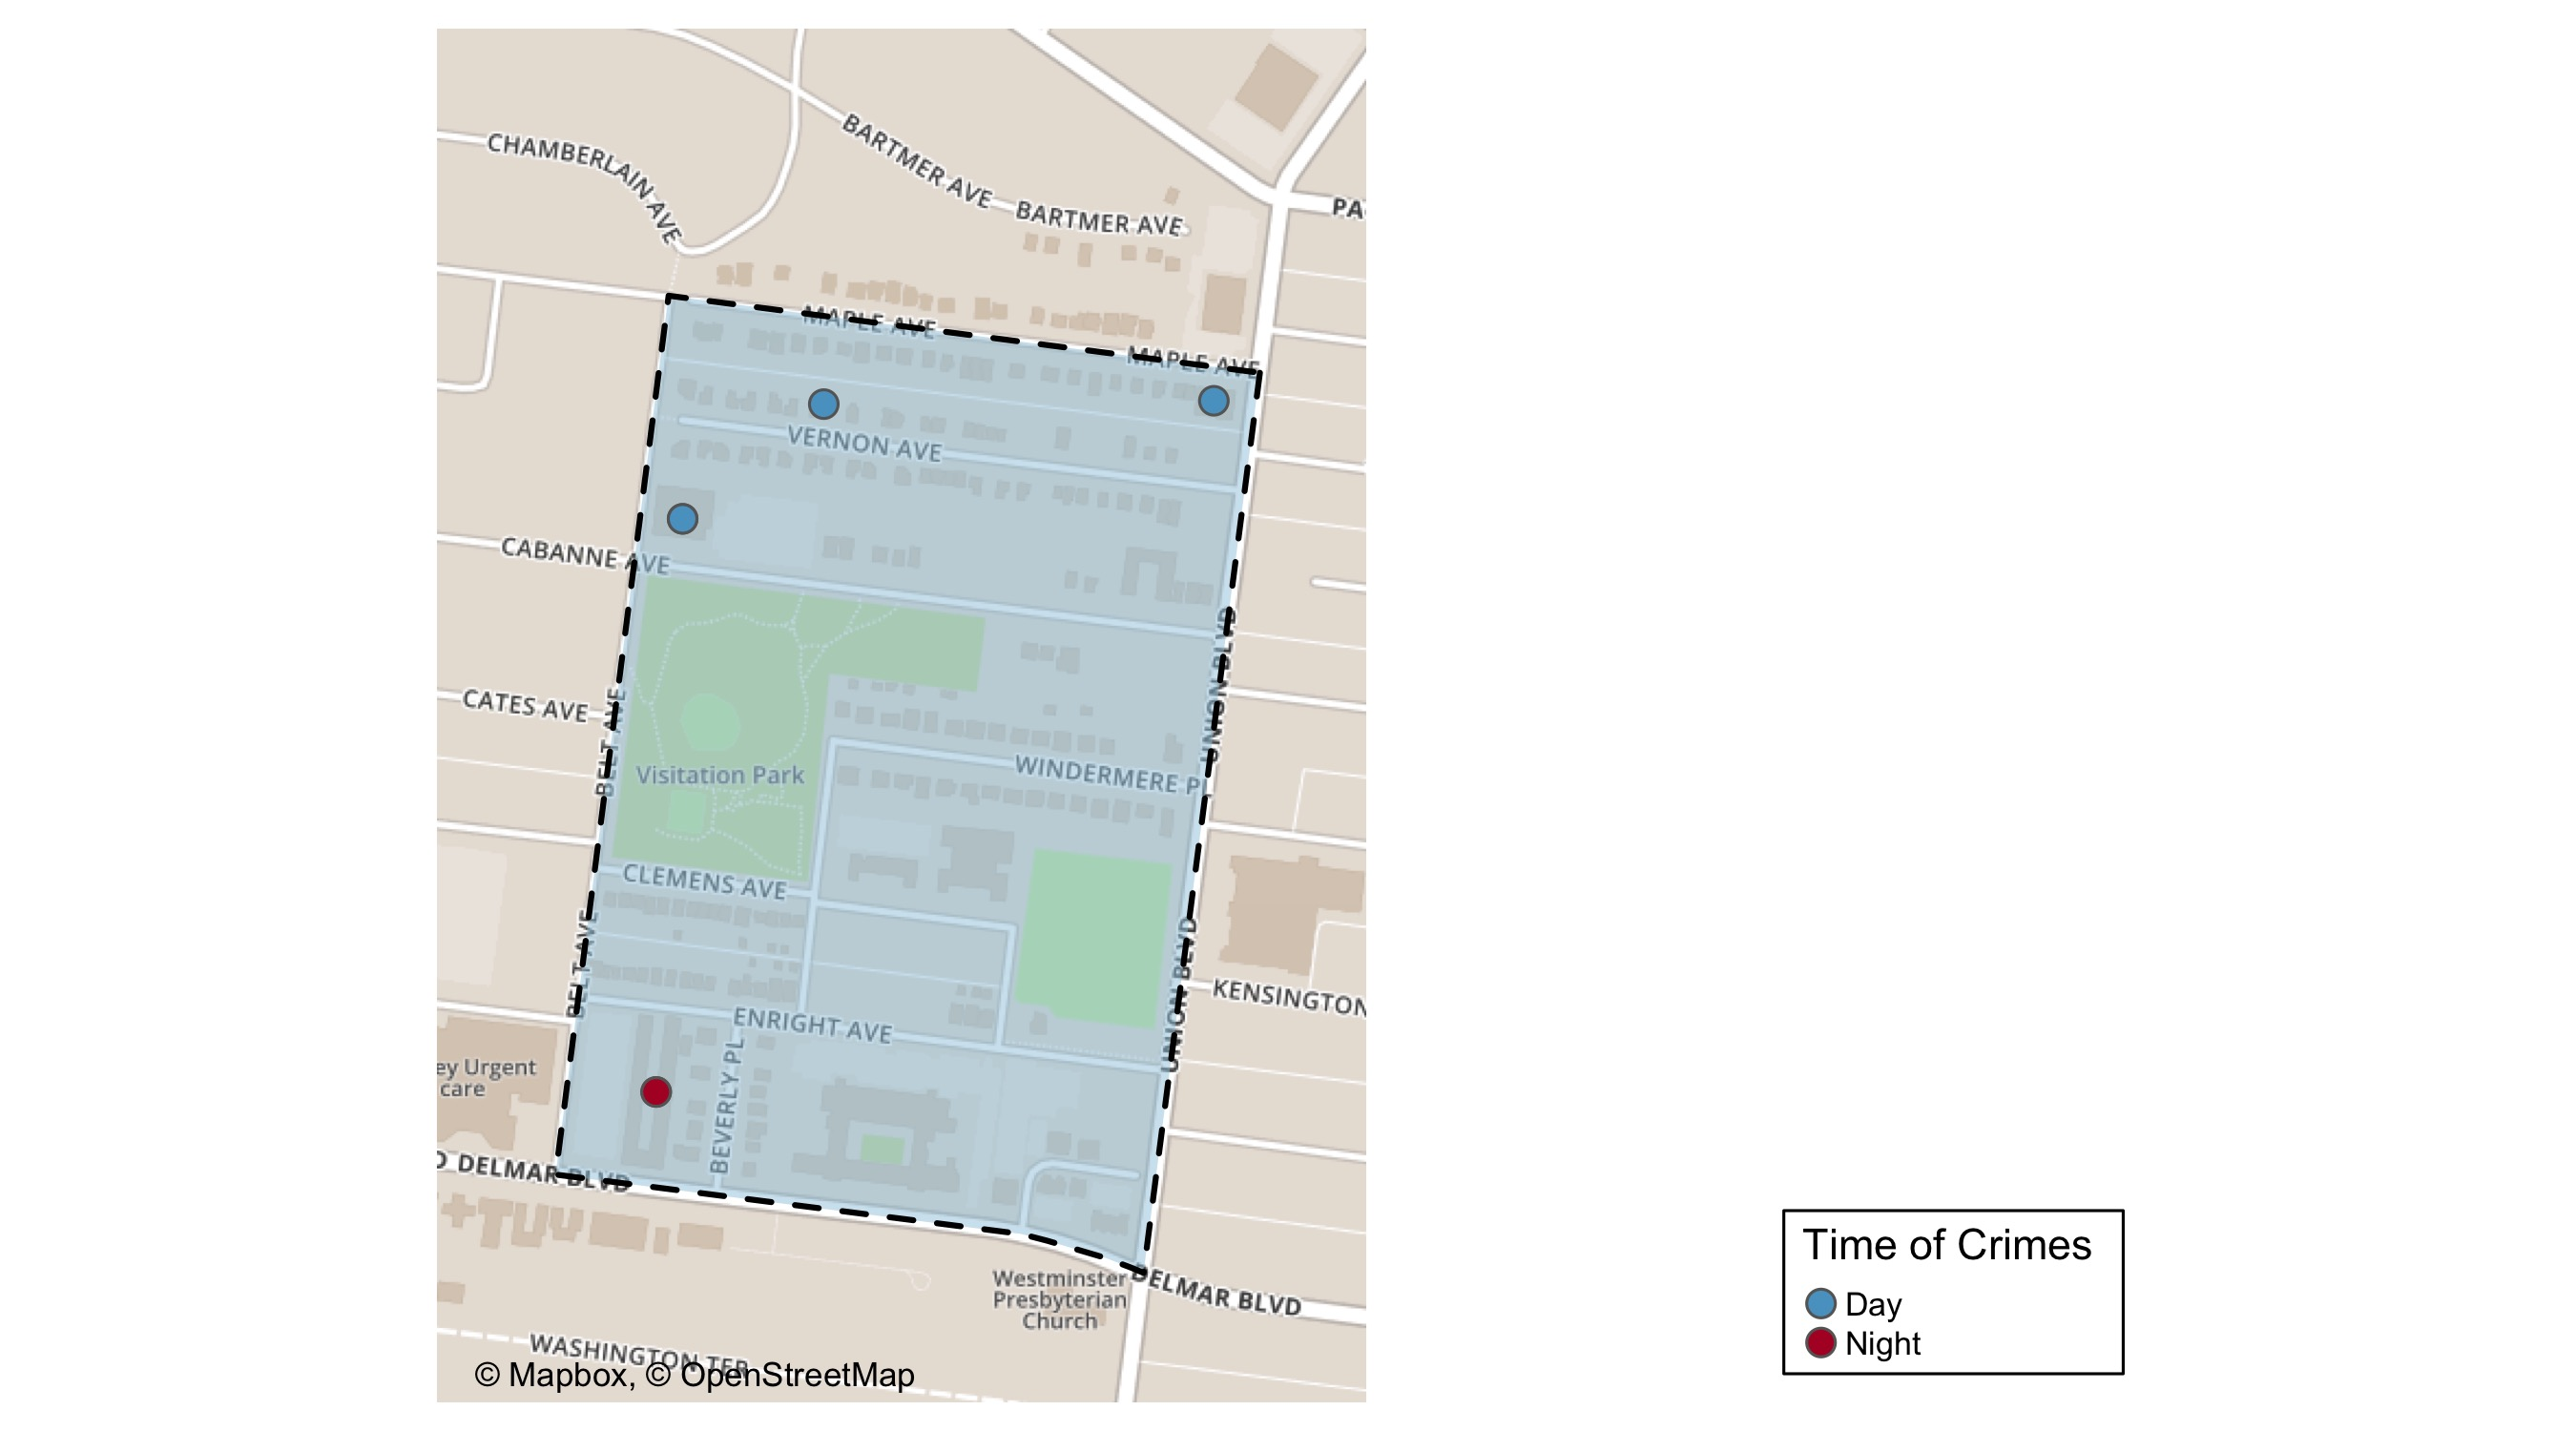 CHAMBERLAIN AVE
BARTMER AVE
BARTMER AVE
PA
MAPLE AVE
MAPLE AVE
VERNON AVE
CABANNE AVE
UNION BLVD
CATES AVE
BELT AVE
WINDERMERE PL
Visitation Park
CLEMENS AVE
BELT AVE
UNION BLVD
KENSINGTON
ENRIGHT AVE
ey Urgent
care
BEVERLY PL
DELMAR BLVD
Westminster
Presbyterian
Church
DELMAR BLVD
WASHINGTON TER
© Mapbox, © OpenStreetMap
Time of Crimes
Day
Night